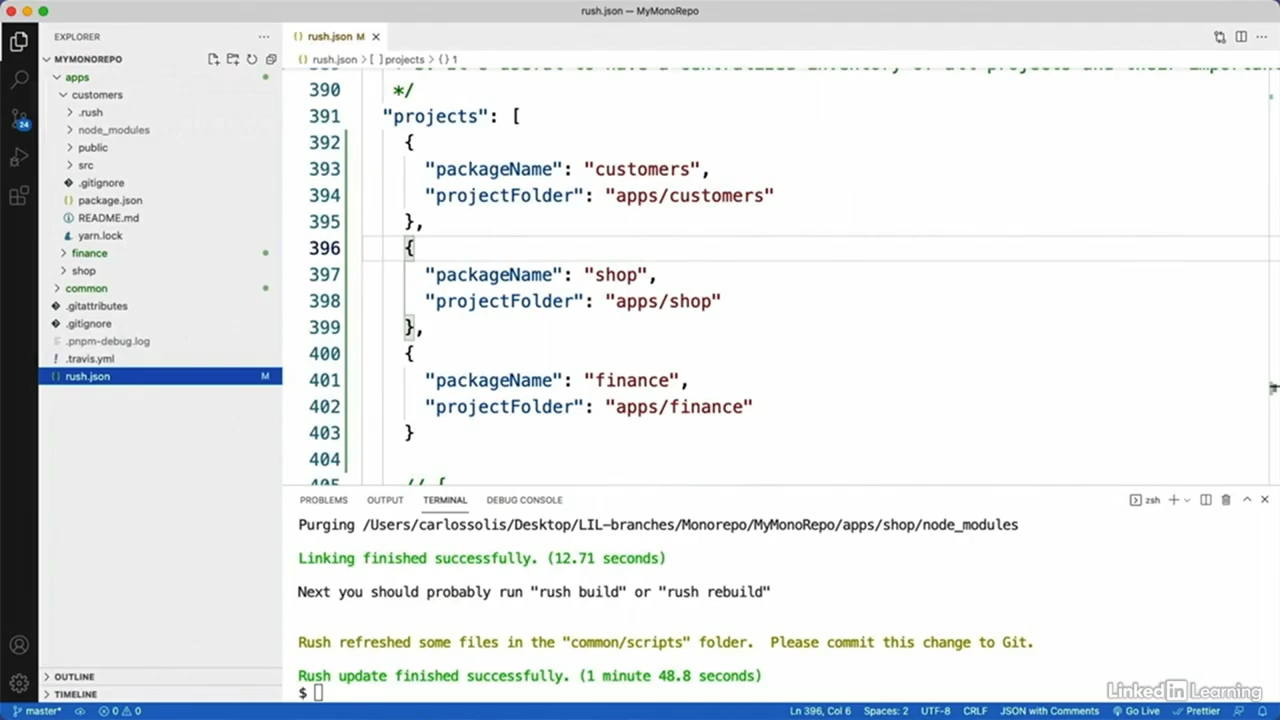 rush.json — MyMonoRepo
EXPLORER
rush.json M
MYMONOREPO
rush.json > [ ] projects > { } 1
apps
customers
.rush
node_modules
public
src
.gitignore
package.json
README.md
yarn.lock
finance
shop
common
.gitattributes
.gitignore
.pnpm-debug.log
.travis.yml
rush.json M
24
390 */
391 "projects": [
392 {
393 "packageName": "customers",
394 "projectFolder": "apps/customers"
395 },
396 {
397 "packageName": "shop",
398 "projectFolder": "apps/shop"
399 },
400 {
401 "packageName": "finance",
402 "projectFolder": "apps/finance"
403 }
404
405 // {
PROBLEMS OUTPUT TERMINAL DEBUG CONSOLE
zsh
Purging /Users/carlossolis/Desktop/LIL-branches/Monorepo/MyMonoRepo/apps/shop/node_modules
Linking finished successfully. (12.71 seconds)
Next you should probably run "rush build" or "rush rebuild"
Rush refreshed some files in the "common/scripts" folder. Please commit this change to Git.
Rush update finished successfully. (1 minute 48.8 seconds)
$
OUTLINE
TIMELINE
LinkedIn Learning
master* 0 0 Ln 396, Col 6 Spaces: 2 UTF-8 CRLF JSON with Comments Go Live Prettier